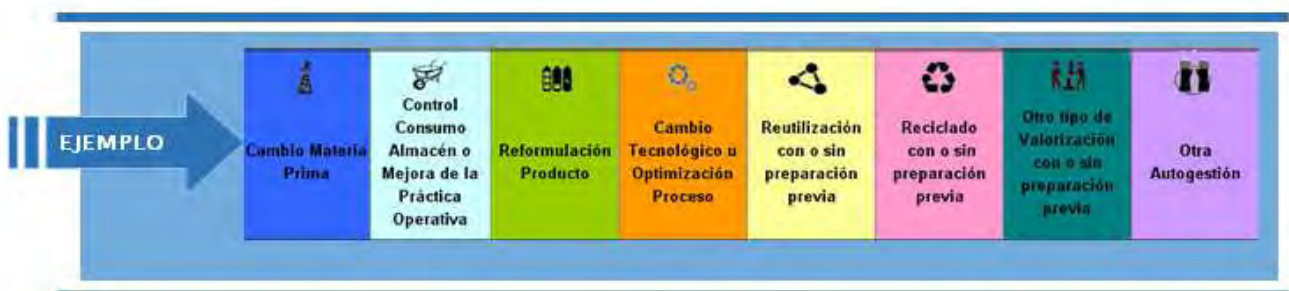 EJEMPLO
Cambio Materia
Prima
Control
Consumo
Almacén o
Mejora de la
Práctica
Operativa
Reformulación
Producto
Cambio
Tecnológico u
Optimización
Proceso
Reutilización
con o sin
preparación
previa
Reciclado
con o sin
preparación
previa
Otro tipo de
Valorización
con o sin
preparación
previa
Otra
Autogestión